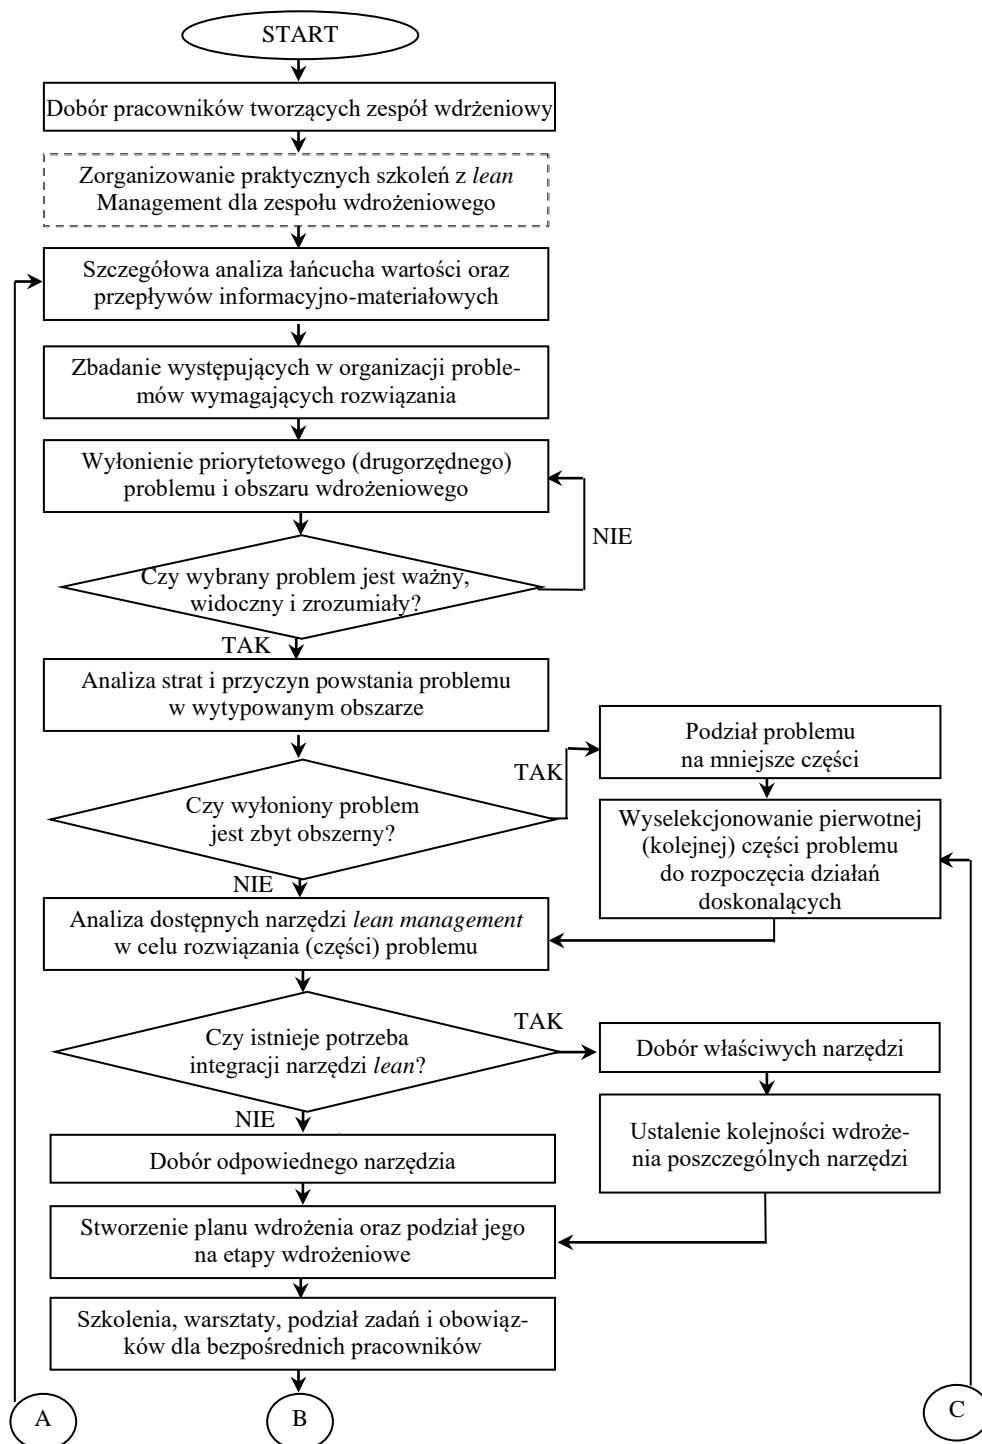 START
Dobór pracowników tworzących zespół wdrżeniowy
Zorganizowanie praktycznych szkoleń z lean
Management dla zespołu wdrożeniowego
Szczegółowa analiza łańcucha wartości oraz
przepływów informacyjno-materiałowych
Zbadanie występujących w organizacji proble-
mów wymagających rozwiązania
Wyłonienie priorytetowego (drugorzędnego)
problemu i obszaru wdrożeniowego
NIE
Czy wybrany problem jest ważny,
widoczny i zrozumiały?
TAK
Analiza strat i przyczyn powstania problemu
w wytypowanym obszarze
Podział problemu
na mniejsze części
TAK
Czy wyłoniony problem
jest zbyt obszerny?
Wyselekcjonowanie pierwotnej
(kolejnej) części problemu
do rozpoczęcia działań
doskonalących
NIE
Analiza dostępnych narzędzi lean management
w celu rozwiązania (części) problemu
TAK
Czy istnieje potrzeba
integracji narzędzi lean?
Dobór właściwych narzędzi
NIE
Ustalenie kolejności wdroże-
nia poszczególnych narzędzi
Dobór odpowiednego narzędzia
Stworzenie planu wdrożenia oraz podział jego
na etapy wdrożeniowe
Szkolenia, warsztaty, podział zadań i obowiąz-
ków dla bezpośrednich pracowników
A
B
C